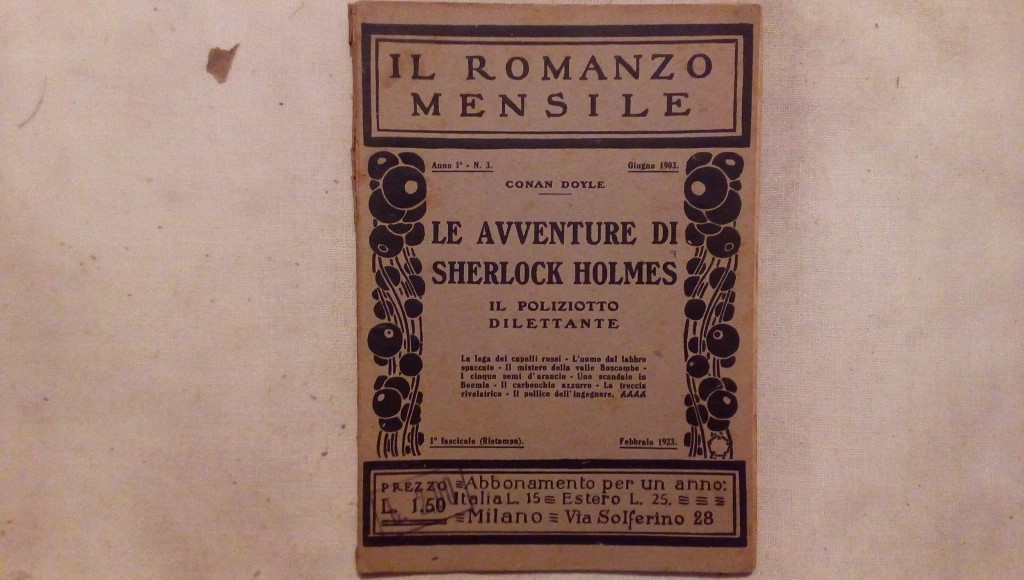 IL ROMANZO
MENSILE
Anno 1° - N. 3. Giugno 1903.
CONAN DOYLE
LE AVVENTURE DI
SHERLOCK HOLMES
IL POLIZIOTTO
DILETTANTE
La lega dei capelli rossi - L'uomo dal labbro
spaccato - Il mistero della valle Boscombe -
I cinque semi d'arancio - Uno scandalo in
Boemia - Il carbonchio azzurro - La treccia
rivelatrice - Il pollice dell'ingegnere.
1° fascicolo (Ristampa). Febbraio 1923.
PREZZO
L. 1.50
Abbonamento per un anno:
Italia L. 15 Estero L. 25.
Milano Via Solferino 28